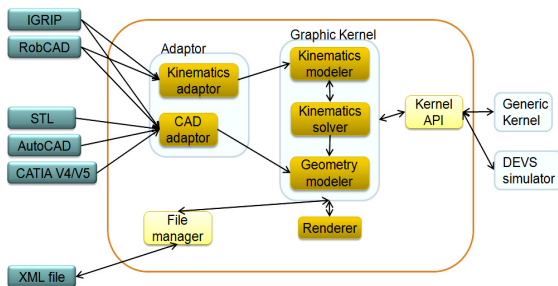 IGRIP
RobCAD
STL
AutoCAD
CATIA V4/V5
XML file
Adaptor
Kinematics
adaptor
CAD
adaptor
File
manager
Graphic Kernel
Kinematics
modeler
Kinematics
solver
Geometry
modeler
Renderer
Kernel
API
Generic
Kernel
DEVS
simulator